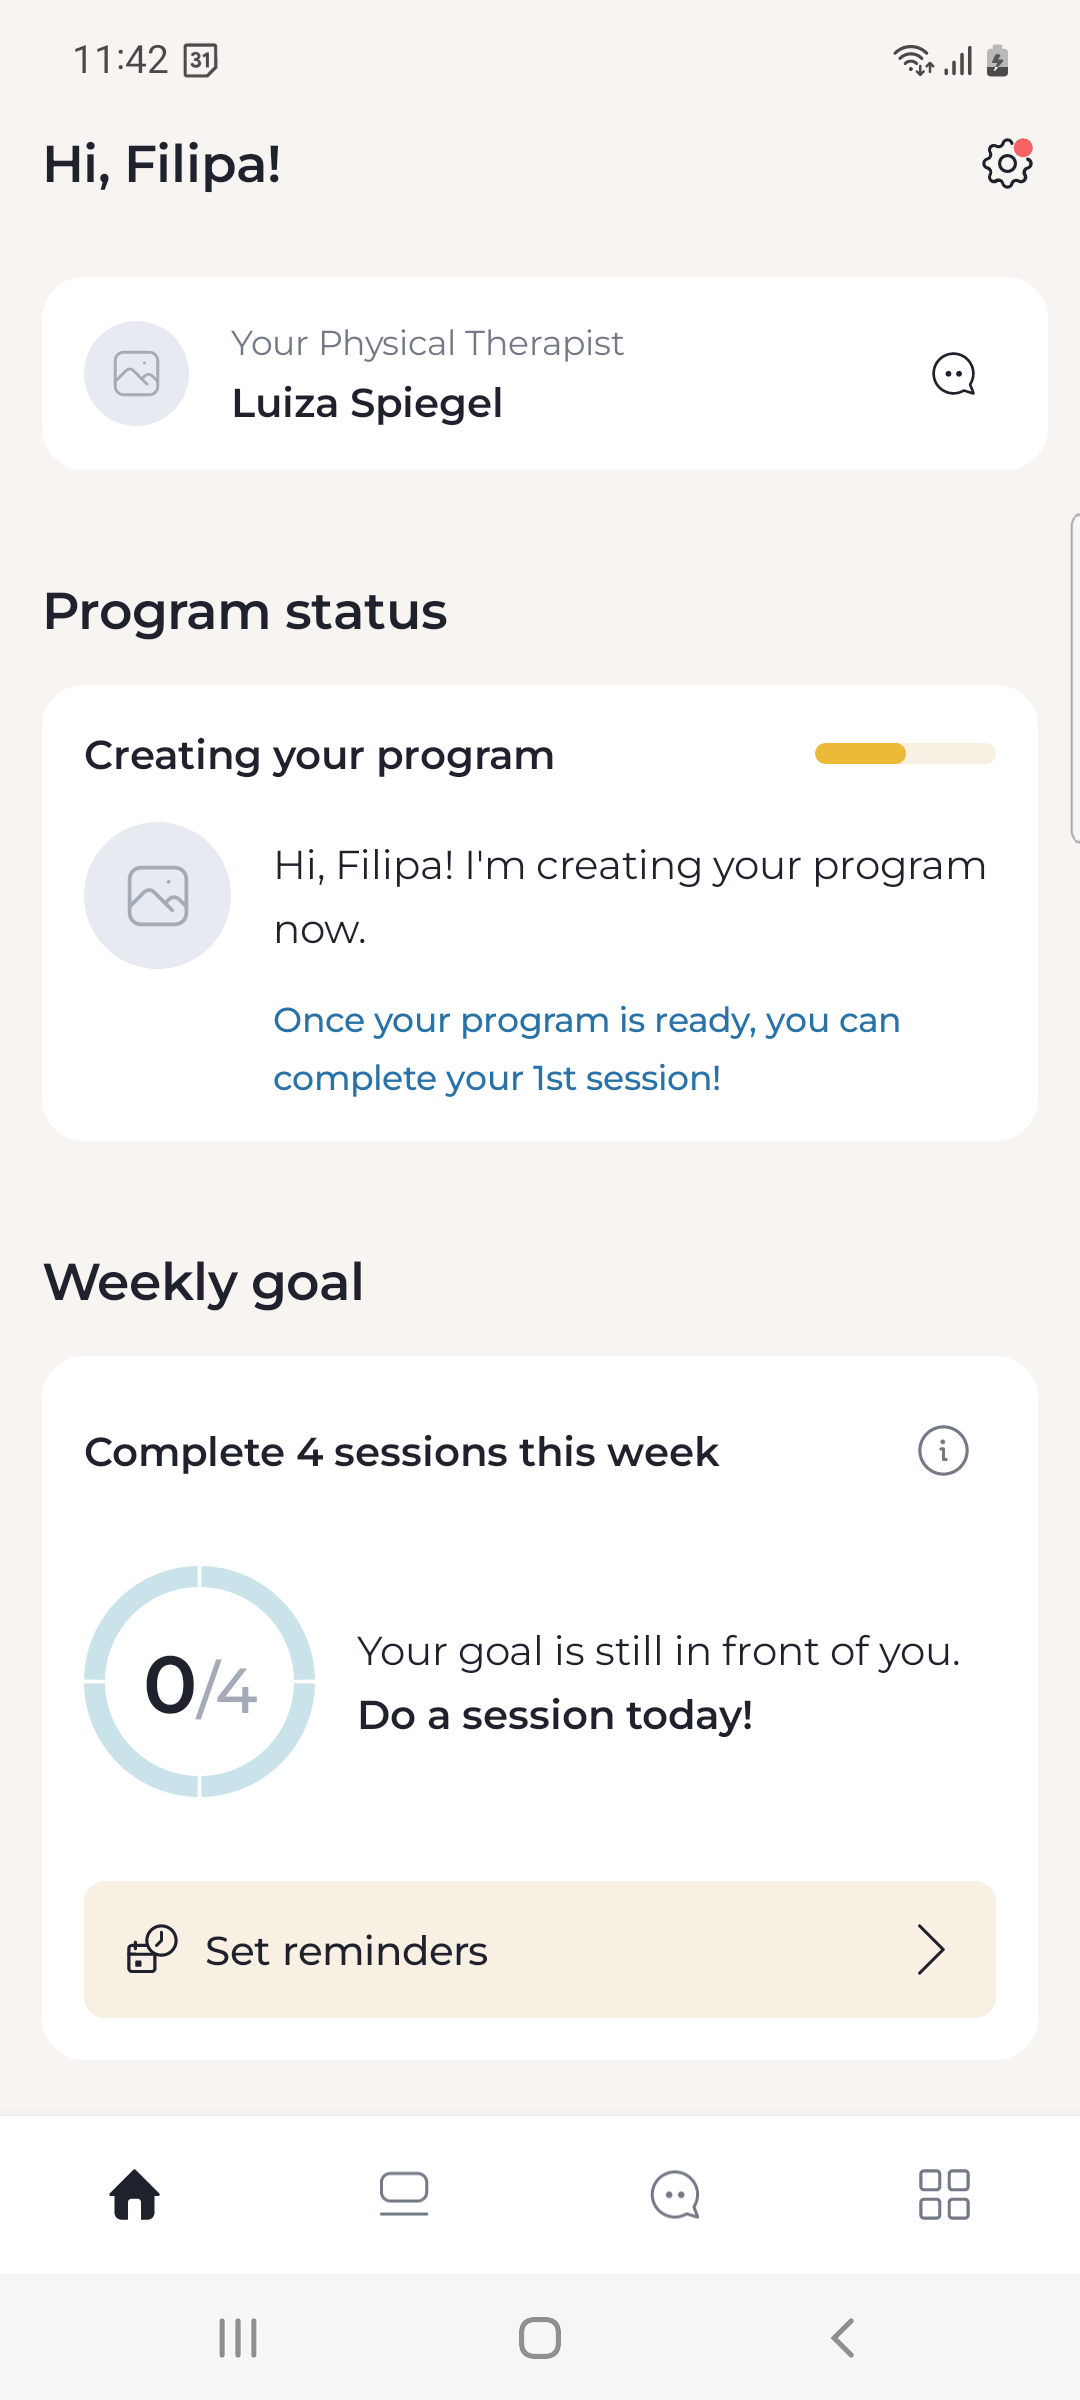 11:42 31
Hi, Filipa!
Your Physical Therapist
Luiza Spiegel
Program status
Creating your program
Hi, Filipa! I'm creating your program
now.
Once your program is ready, you can
complete your 1st session!
Weekly goal
Complete 4 sessions this week
0/4
Your goal is still in front of you.
Do a session today!
Set reminders